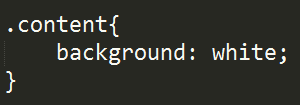 .content{
    background: white;
}